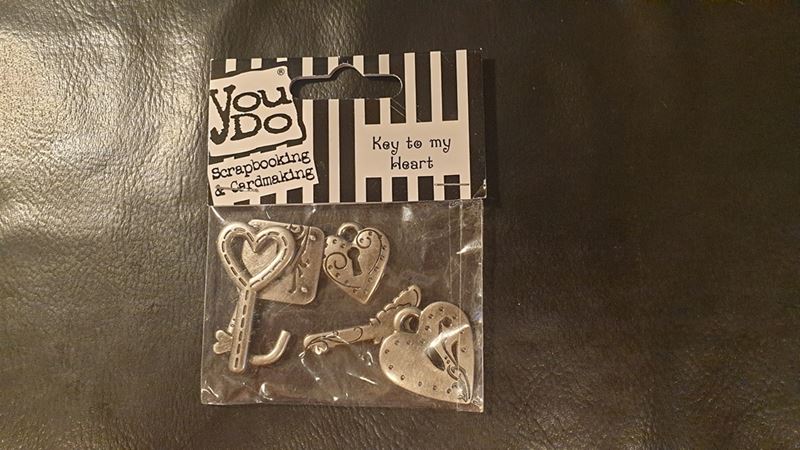 You
Do®
Scrapbooking
& Cardmaking
Key to my
Heart